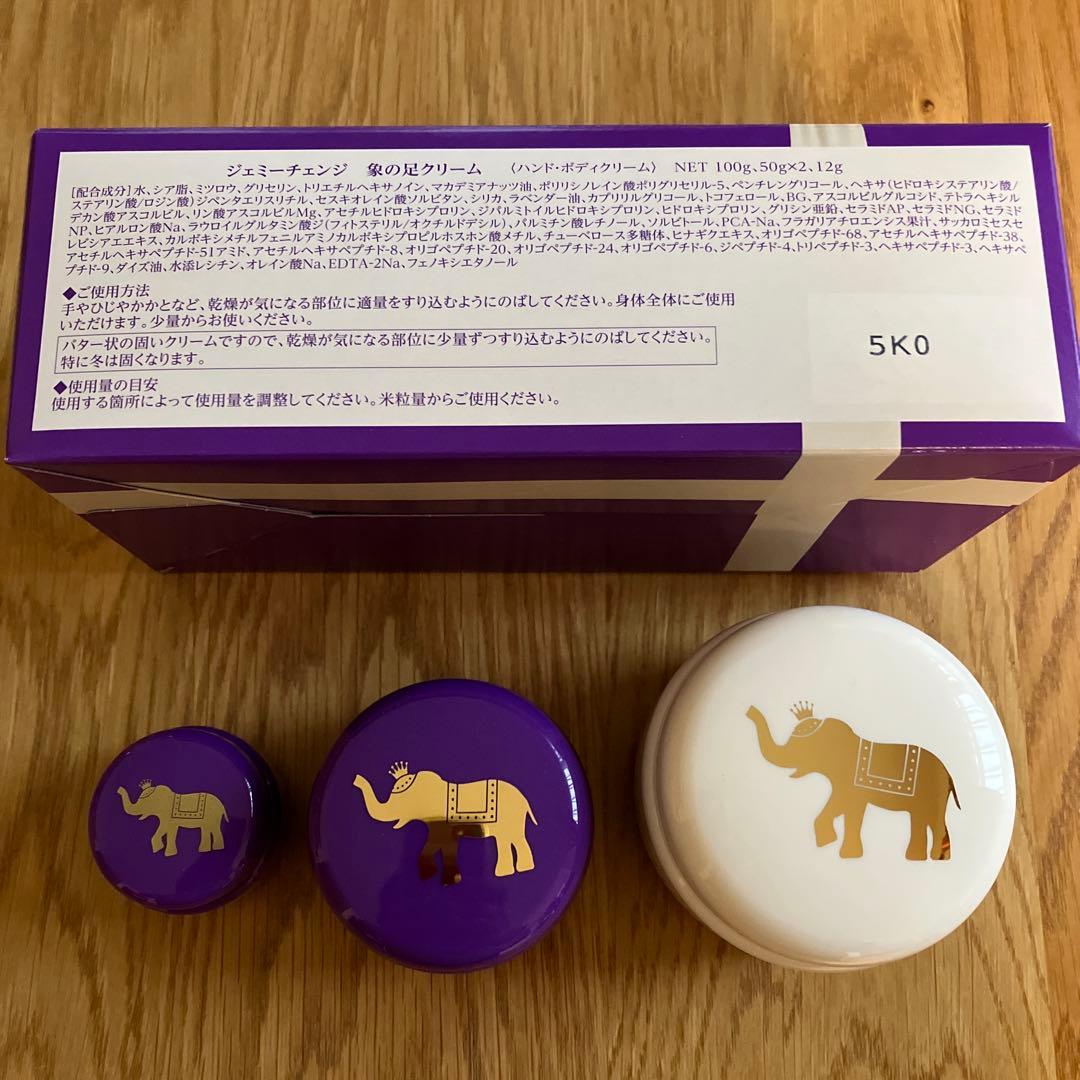 ジェミーチェンジ 象の足クリーム 〈ハンド・ボディクリーム〉 NET 100g、50g×2、12g
[配合成分]水、シア脂、ミツロウ、グリセリン、トリエチルヘキサノイン、マカデミアナッツ油、ポリリシノレイン酸ポリグリセリル-5、ペンチレングリコール、ヘキサ(ヒドロキシステアリン酸/
ステアリン酸/ロジン酸)ジペンタエリスリチル、セスキオレイン酸ソルビタン、シリカ、ラベンダー油、カプリリルグリコール、トコフェロール、BG、アスコルビルグルコシド、テトラヘキシル
デカン酸アスコルビル、リン酸アスコルビルMg、アセチルヒドロキシプロリン、ジパルミトイルヒドロキシプロリン、ヒドロキシプロリン、グリシン亜鉛、セラミドAP、セラミドNG、セラミド
NP、ヒアルロン酸Na、ラウロイルグルタミン酸ジ(フィトステリル/オクチルドデシル)、パルミチン酸レチノール、ソルビトール、PCA-Na、フラガリアチロエンシス果汁、サッカロミセスセ
レビシアエエキス、カルボキシメチルフェニルアミノカルボキシプロピルホスホン酸メチル、チューベロース多糖体、ヒナギクエキス、オリゴペプチド-68、アセチルヘキサペプチド-38、
アセチルヘキサペプチド-51アミド、アセチルヘキサペプチド-8、オリゴペプチド-20、オリゴペプチド-24、オリゴペプチド-6、ジペプチド-4、トリペプチド-3、ヘキサペプチド-3、ヘキサペ
プチド-9、ダイズ油、水添レシチン、オレイン酸Na、EDTA-2Na、フェノキシエタノール
◆ご使用方法
手やひじやかかとなど、乾燥が気になる部位に適量をすり込むようにのばしてください。身体全体にご使用
いただけます。少量からお使いください。
バター状の固いクリームですので、乾燥が気になる部位に少量ずつすり込むようにのばしてください。
特に冬は固くなります。
5K0
◆使用量の目安
使用する箇所によって使用量を調整してください。米粒量からご使用ください。